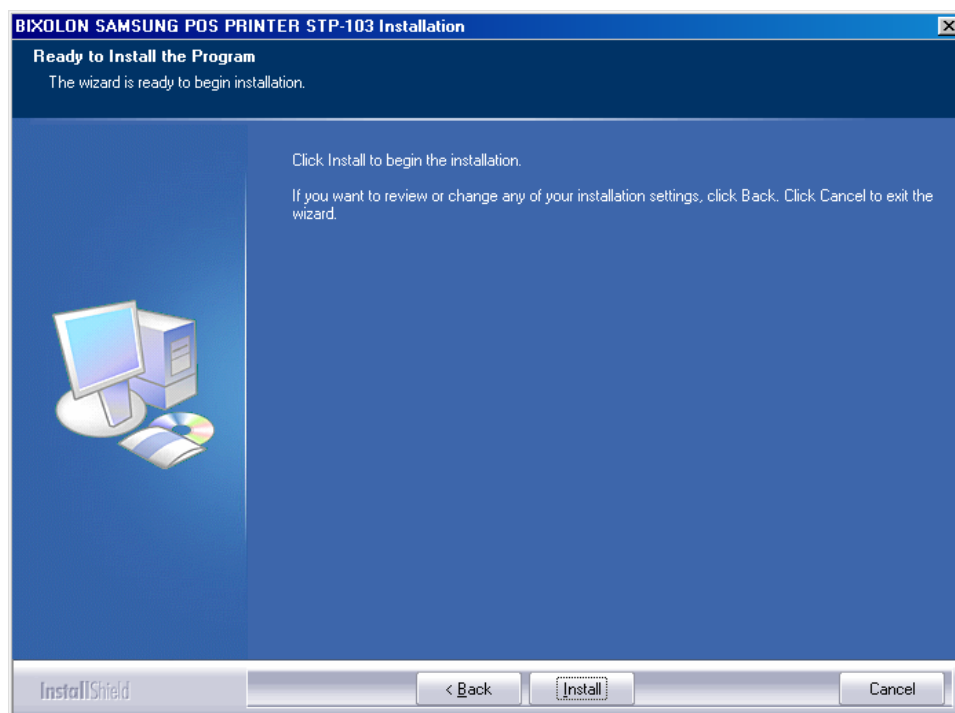 BIXOLON SAMSUNG POS PRINTER STP-103 Installation
Ready to Install the Program
The wizard is ready to begin installation.
Click Install to begin the installation.
If you want to review or change any of your installation settings, click Back. Click Cancel to exit the
wizard.
InstallShield
< Back
Install
Cancel